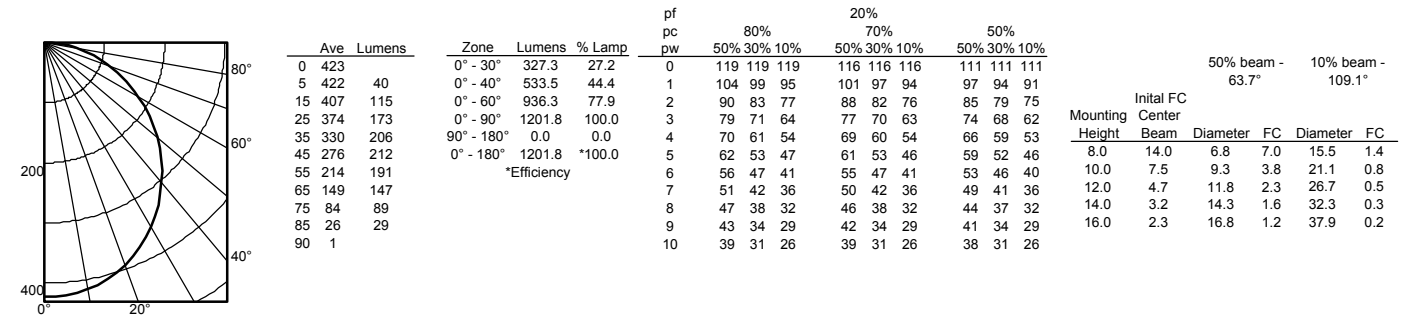 80°
60°
40°
20°
0°
200
400
Ave Lumens
0 423
5 422 40
15 407 115
25 374 173
35 330 206
45 276 212
55 214 191
65 149 147
75 84 89
85 26 29
90 1
Zone Lumens % Lamp
0° - 30° 327.3 27.2
0° - 40° 533.5 44.4
0° - 60° 936.3 77.9
0° - 90° 1201.8 100.0
90° - 180° 0.0 0.0
0° - 180° 1201.8 *100.0
*Efficiency
pf 20%
pc 80% 70% 50%
pw 50% 30% 10% 50% 30% 10% 50% 30% 10%
0 119 119 119 116 116 116 111 111 111
1 104 99 95 101 97 94 97 94 91
2 90 83 77 88 82 76 85 79 75
3 79 71 64 77 70 63 74 68 62
4 70 61 54 69 60 54 66 59 53
5 62 53 47 61 53 46 59 52 46
6 56 47 41 55 47 41 53 46 40
7 51 42 36 50 42 36 49 41 36
8 47 38 32 46 38 32 44 37 32
9 43 34 29 42 34 29 41 34 29
10 39 31 26 39 31 26 38 31 26
50% beam - 10% beam -
63.7° 109.1°
Inital FC
Mounting Center
Height Beam Diameter FC Diameter FC
8.0 14.0 6.8 7.0 15.5 1.4
10.0 7.5 9.3 3.8 21.1 0.8
12.0 4.7 11.8 2.3 26.7 0.5
14.0 3.2 14.3 1.6 32.3 0.3
16.0 2.3 16.8 1.2 37.9 0.2